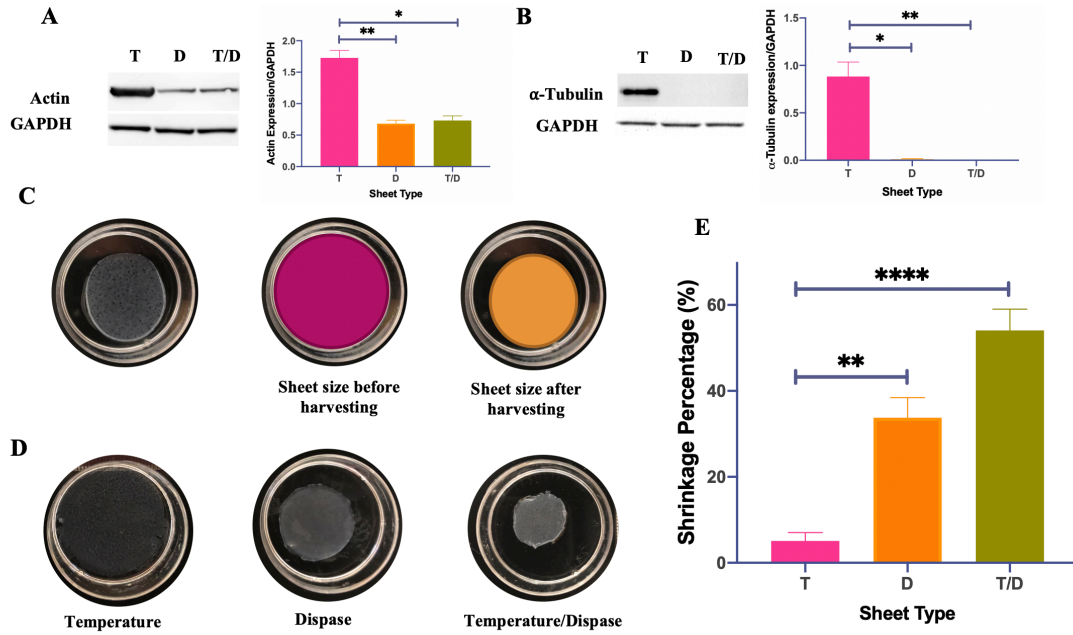 A
T D T/D
Actin
GAPDH
Actin Expression/GAPDH
2.0
1.5
1.0
0.5
0.0
*
**
T D T/D
Sheet Type
B
T D T/D
α-Tubulin
GAPDH
α-Tubulin expression/GAPDH
1.5
1.0
0.5
0.0
**
*
T D T/D
Sheet Type
C
Sheet size before
harvesting
Sheet size after
harvesting
D
Temperature
Dispase
Temperature/Dispase
E
Shrinkage Percentage (%)
60
40
20
0
****
**
T D T/D
Sheet Type